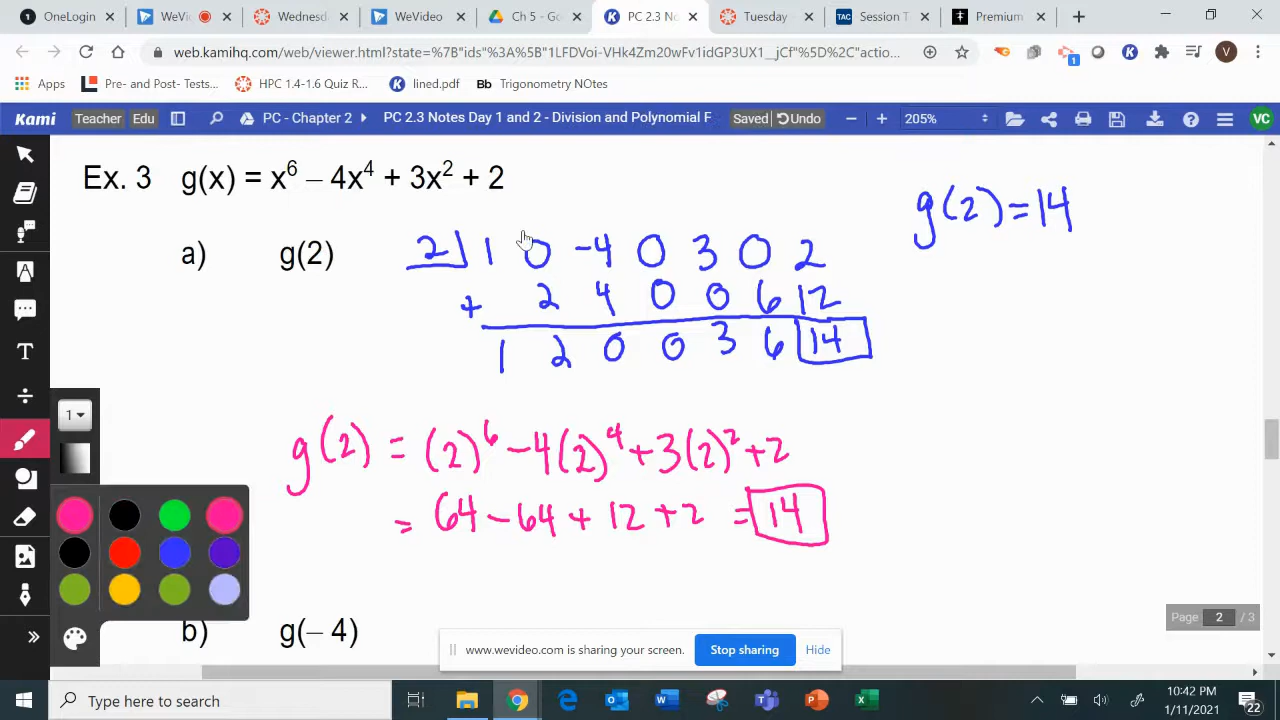 OneLogin
WeVi
Wednes
WeVideo
Ch 5 - Go
PC 2.3 No
Tuesday
TAC Session T
Premium
web.kamihq.com/web/viewer.html?state=%7B"ids"%3A%5B"1LFDVoi-VHk4Zm20wFv1idGP3UX1_jCf"%5D%2C"actio...
V
Apps
Pre- and Post- Tests...
HPC 1.4-1.6 Quiz R...
lined.pdf
Bb Trigonometry NOtes
Kami Teacher Edu
PC - Chapter 2
PC 2.3 Notes Day 1 and 2 - Division and Polynomial F
Saved Undo
205%
VC
Ex. 3 g(x) = x⁶ – 4x⁴ + 3x² + 2
g(2)=14
a) g(2)
2 1 0 -4 0 3 0 2
+ 2 4 0 0 6 12
1 2 0 0 3 6 14
g(2) = (2)⁶ -4(2)⁴ +3(2)² +2
= 64 - 64 + 12 + 2 = 14
1
b) g(– 4)
Page 2 / 3
www.wevideo.com is sharing your screen. Stop sharing Hide
Type here to search
10:42 PM
1/11/2021
22